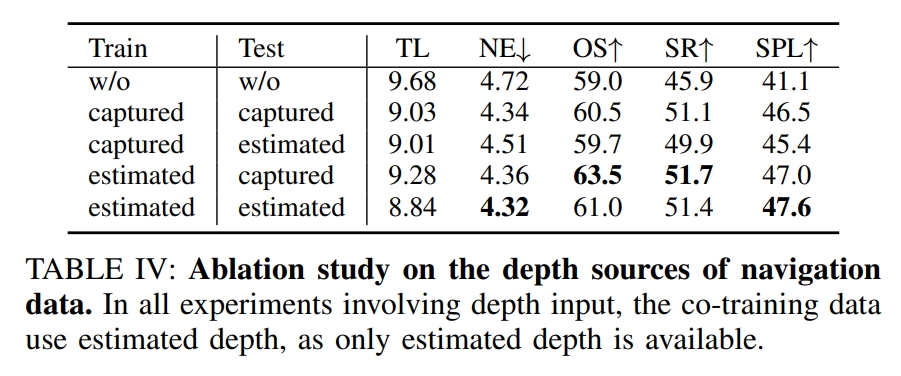 Train Test TL NE↓ OS↑ SR↑ SPL↑
w/o w/o 9.68 4.72 59.0 45.9 41.1
captured captured 9.03 4.34 60.5 51.1 46.5
captured estimated 9.01 4.51 59.7 49.9 45.4
estimated captured 9.28 4.36 63.5 51.7 47.0
estimated estimated 8.84 4.32 61.0 51.4 47.6
TABLE IV: Ablation study on the depth sources of navigation
data. In all experiments involving depth input, the co-training data
use estimated depth, as only estimated depth is available.